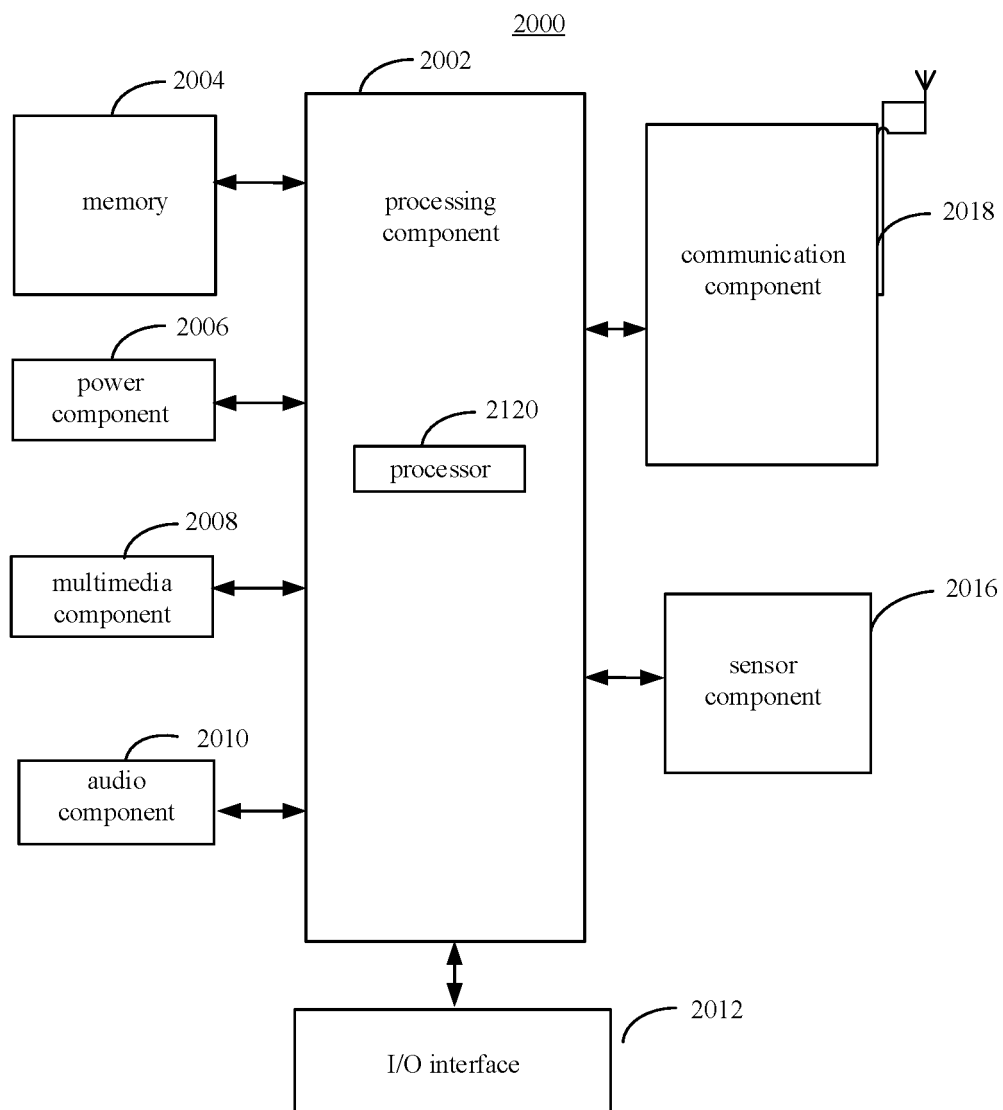 2000
2002
2004
memory
processing
component
communication
component
2018
2006
power
component
2120
processor
2008
multimedia
component
2016
sensor
component
2010
audio
component
2012
I/O interface